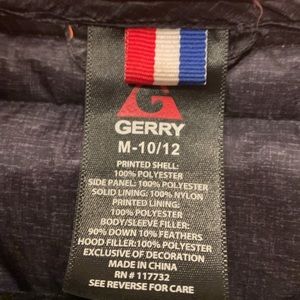 GERRY
M-10/12
PRINTED SHELL:
100% POLYESTER
SIDE PANEL: 100% POLYESTER
SOLID LINING: 100% NYLON
PRINTED LINING:
100% POLYESTER
BODY/SLEEVE FILLER:
90% DOWN 10% FEATHERS
HOOD FILLER:100% POLYESTER
EXCLUSIVE OF DECORATION
MADE IN CHINA
RN # 117732
SEE REVERSE FOR CARE